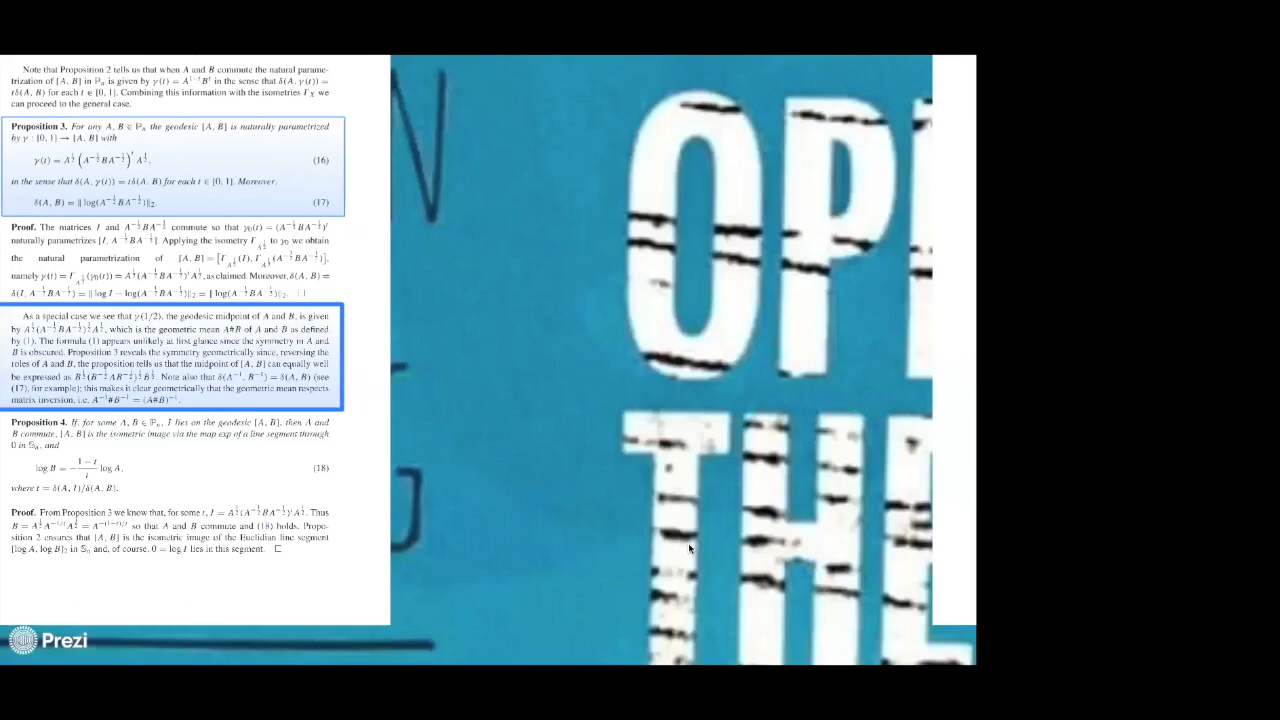 Note that Proposition 2 tells us that when A and B commute the natural parame-
trization of [A, B] in ℙₙ is given by γ(t) = A^{1−t}B^t in the sense that δ(A, γ(t)) =
tδ(A, B) for each t ∈ [0, 1]. Combining this information with the isometries Γ_X we
can proceed to the general case.
Proposition 3. For any A, B ∈ ℙₙ the geodesic [A, B] is naturally parametrized
by γ : [0, 1] → [A, B] with
γ(t) = A^{1/2} (A^{−1/2}BA^{−1/2})^t A^{1/2}, (16)
in the sense that δ(A, γ(t)) = tδ(A, B) for each t ∈ [0, 1]. Moreover,
δ(A, B) = ‖ log(A^{−1/2}BA^{−1/2})‖₂. (17)
Proof. The matrices I and A^{−1/2}BA^{−1/2} commute so that γ₀(t) = (A^{−1/2}BA^{−1/2})^t
naturally parametrizes [I, A^{−1/2}BA^{−1/2}]. Applying the isometry Γ_{A^{1/2}} to γ₀ we obtain
the natural parametrization of [A, B] = [Γ_{A^{1/2}}(I), Γ_{A^{1/2}}(A^{−1/2}BA^{−1/2})],
namely γ(t) = Γ_{A^{1/2}}(γ₀(t)) = A^{1/2}(A^{−1/2}BA^{−1/2})^t A^{1/2}, as claimed. Moreover, δ(A, B) =
δ(I, A^{−1/2}BA^{−1/2}) = ‖ log I − log(A^{−1/2}BA^{−1/2})‖₂ = ‖ log(A^{−1/2}BA^{−1/2})‖₂. □
As a special case we see that γ(1/2), the geodesic midpoint of A and B, is given
by A^{1/2}(A^{−1/2}BA^{−1/2})^{1/2}A^{1/2}, which is the geometric mean A#B of A and B as defined
by (1). The formula (1) appears unlikely at first glance since the symmetry in A and
B is obscured. Proposition 3 reveals the symmetry geometrically since, reversing the
roles of A and B, the proposition tells us that the midpoint of [A, B] can equally well
be expressed as B^{1/2}(B^{−1/2}AB^{−1/2})^{1/2}B^{1/2}. Note also that δ(A^{−1}, B^{−1}) = δ(A, B) (see
(17), for example); this makes it clear geometrically that the geometric mean respects
matrix inversion, i.e. A^{−1}#B^{−1} = (A#B)^{−1}.
Proposition 4. If, for some A, B ∈ ℙₙ, I lies on the geodesic [A, B], then A and
B commute, [A, B] is the isometric image via the map exp of a line segment through
0 in 𝕊ₙ, and
log B = −\frac{1−t}{t} log A, (18)
where t = δ(A, I)/δ(A, B).
Proof. From Proposition 3 we know that, for some t, I = A^{1/2}(A^{−1/2}BA^{−1/2})^t A^{1/2}. Thus
B = A^{1/2}A^{−1/t}A^{1/2} = A^{−(1−t)/t} so that A and B commute and (18) holds. Propo-
sition 2 ensures that [A, B] is the isometric image of the Euclidian line segment
[log A, log B]₂ in 𝕊ₙ and, of course, 0 = log I lies in this segment. □
OP
TH
Prezi